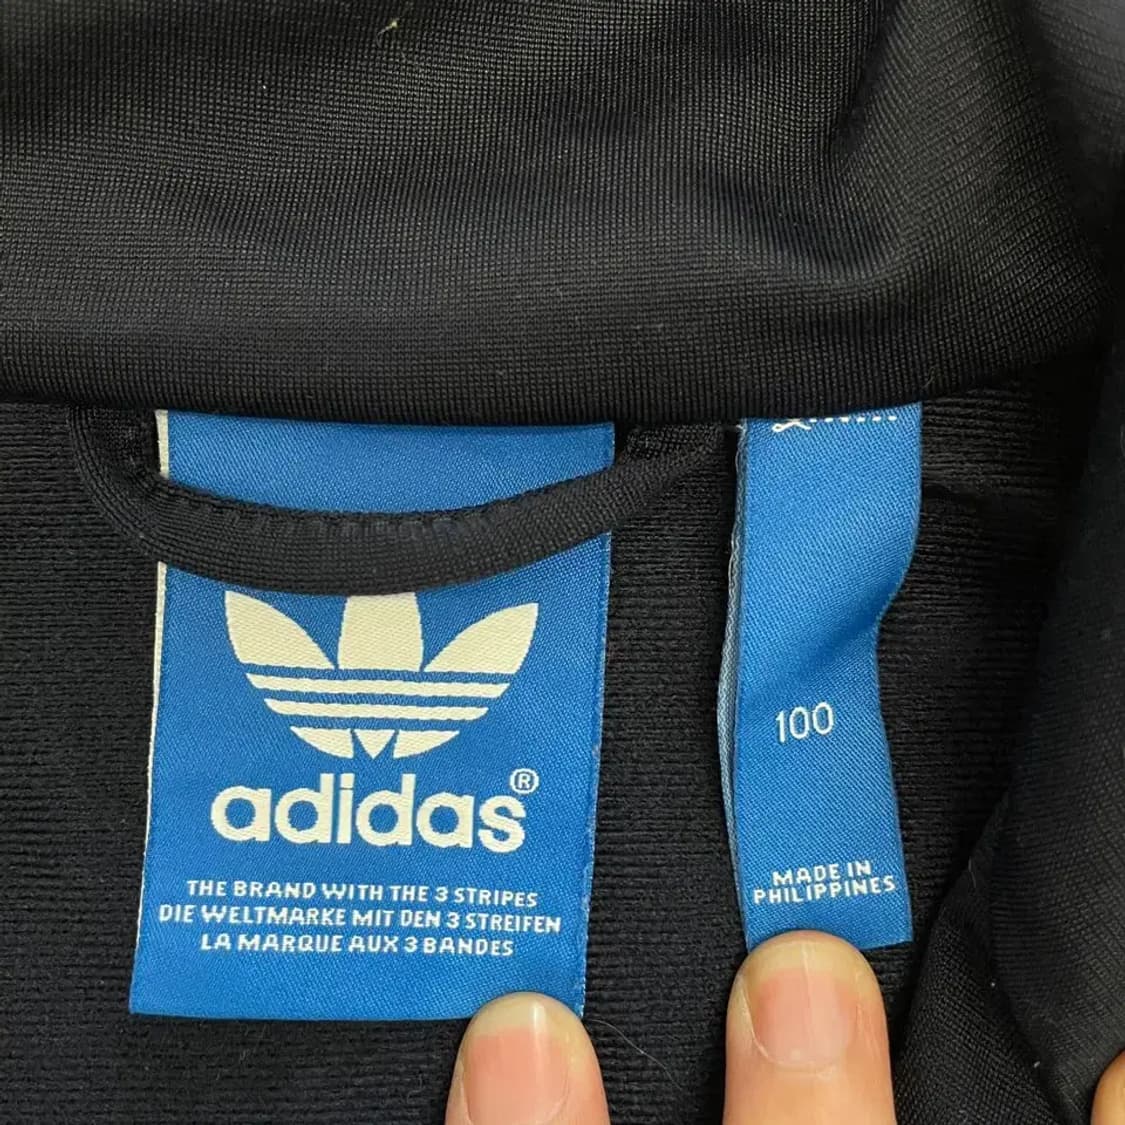 adidas®
THE BRAND WITH THE 3 STRIPES
DIE WELTMARKE MIT DEN 3 STREIFEN
LA MARQUE AUX 3 BANDES
100
MADE IN
PHILIPPINES